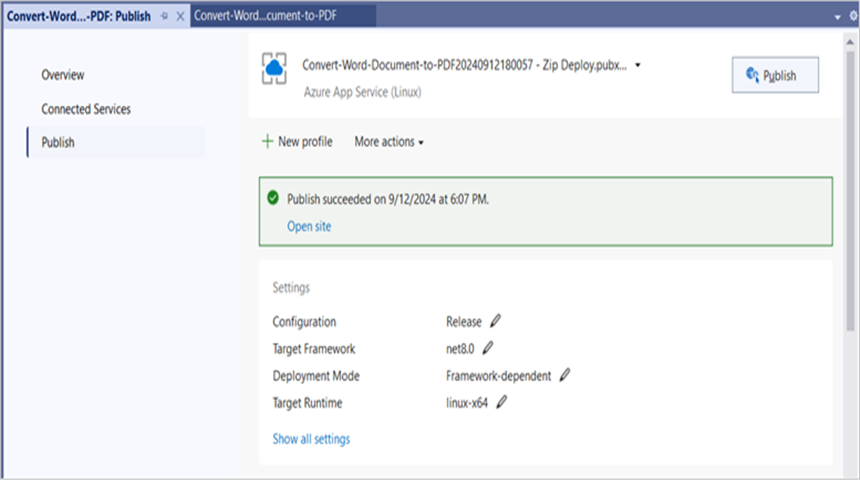 Convert-Word...-PDF: Publish
Convert-Word...cument-to-PDF
Overview
Connected Services
Publish
Convert-Word-Document-to-PDF20240912180057 - Zip Deploy.pubx...
Azure App Service (Linux)
Publish
New profile
More actions
Publish succeeded on 9/12/2024 at 6:07 PM.
Open site
Settings
Configuration Release
Target Framework net8.0
Deployment Mode Framework-dependent
Target Runtime linux-x64
Show all settings